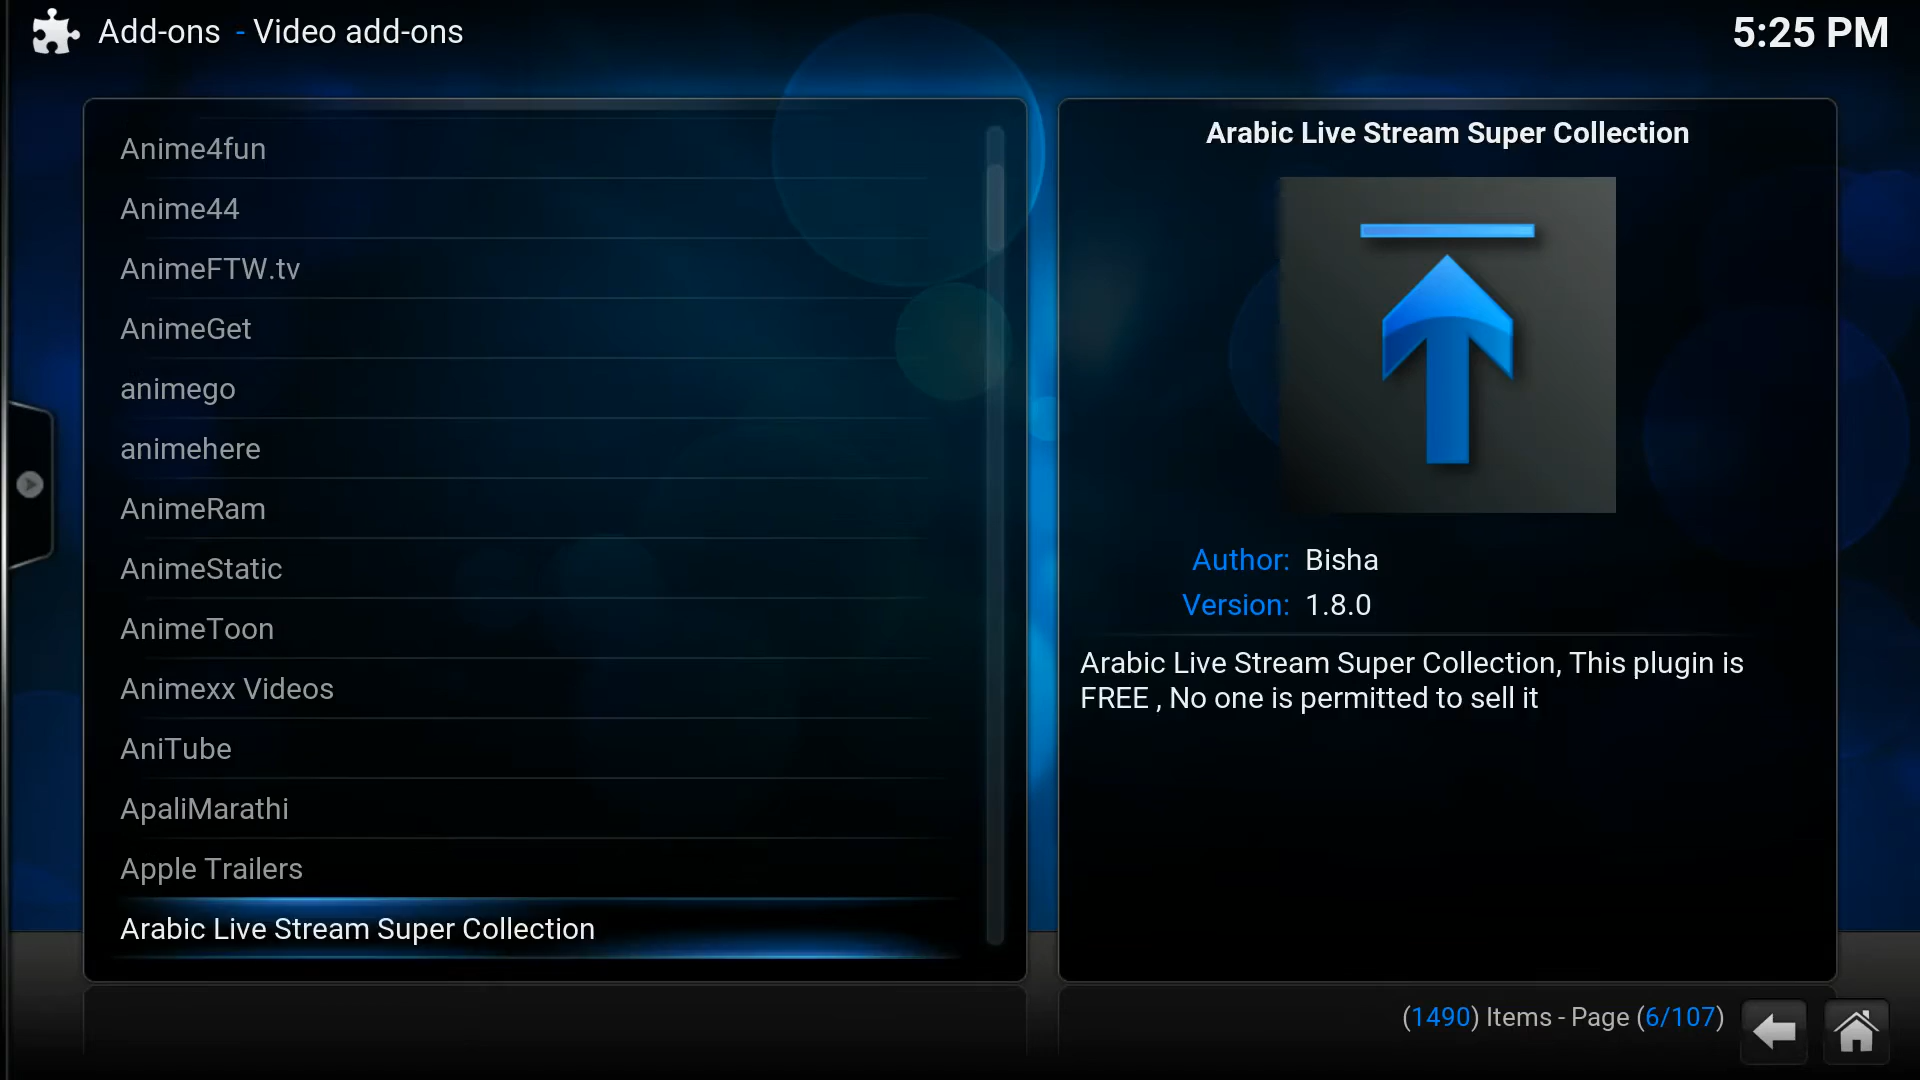 Add-ons - Video add-ons
5:25 PM
Anime4fun
Anime44
AnimeFTW.tv
AnimeGet
animego
animehere
AnimeRam
AnimeStatic
AnimeToon
Animexx Videos
AniTube
ApaliMarathi
Apple Trailers
Arabic Live Stream Super Collection
Arabic Live Stream Super Collection
Author: Bisha
Version: 1.8.0
Arabic Live Stream Super Collection, This plugin is
FREE , No one is permitted to sell it
(1490) Items - Page (6/107)